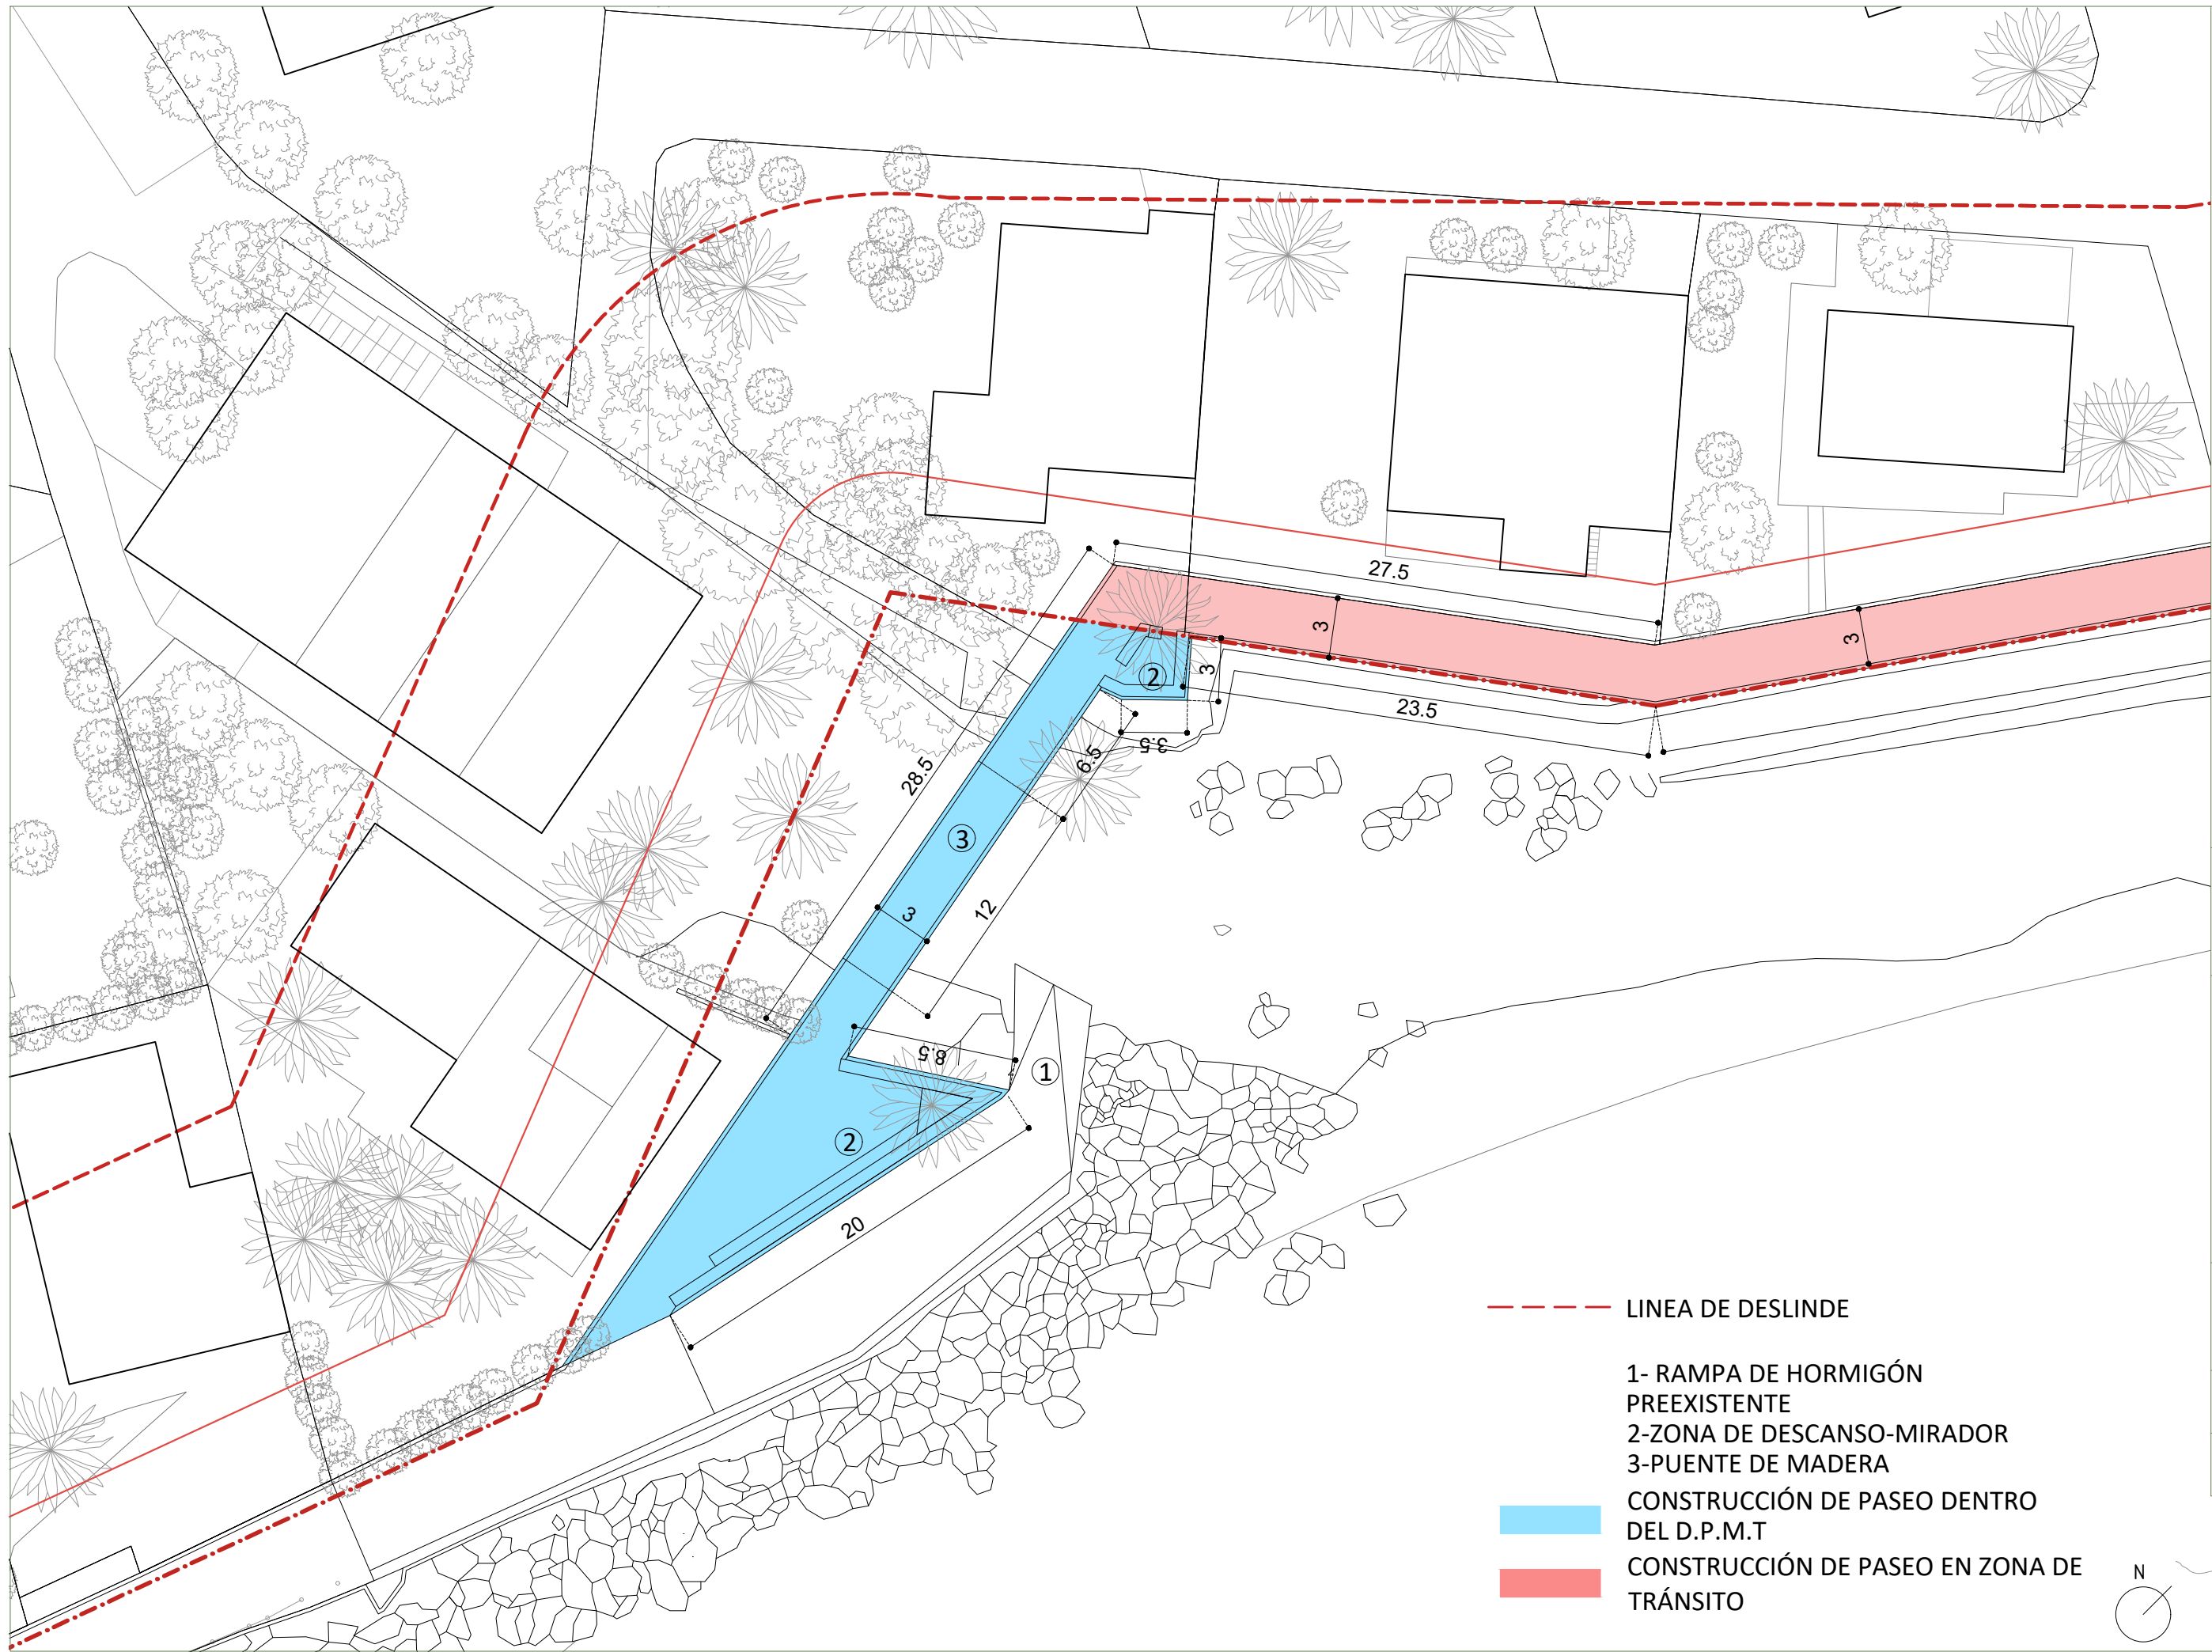 27.5
3
3
②
3
23.5
3.5
6.5
28.5
③
3
12
8.5
①
②
20
LINEA DE DESLINDE
1- RAMPA DE HORMIGÓN
PREEXISTENTE
2-ZONA DE DESCANSO-MIRADOR
3-PUENTE DE MADERA
CONSTRUCCIÓN DE PASEO DENTRO
DEL D.P.M.T
CONSTRUCCIÓN DE PASEO EN ZONA DE
TRÁNSITO
N